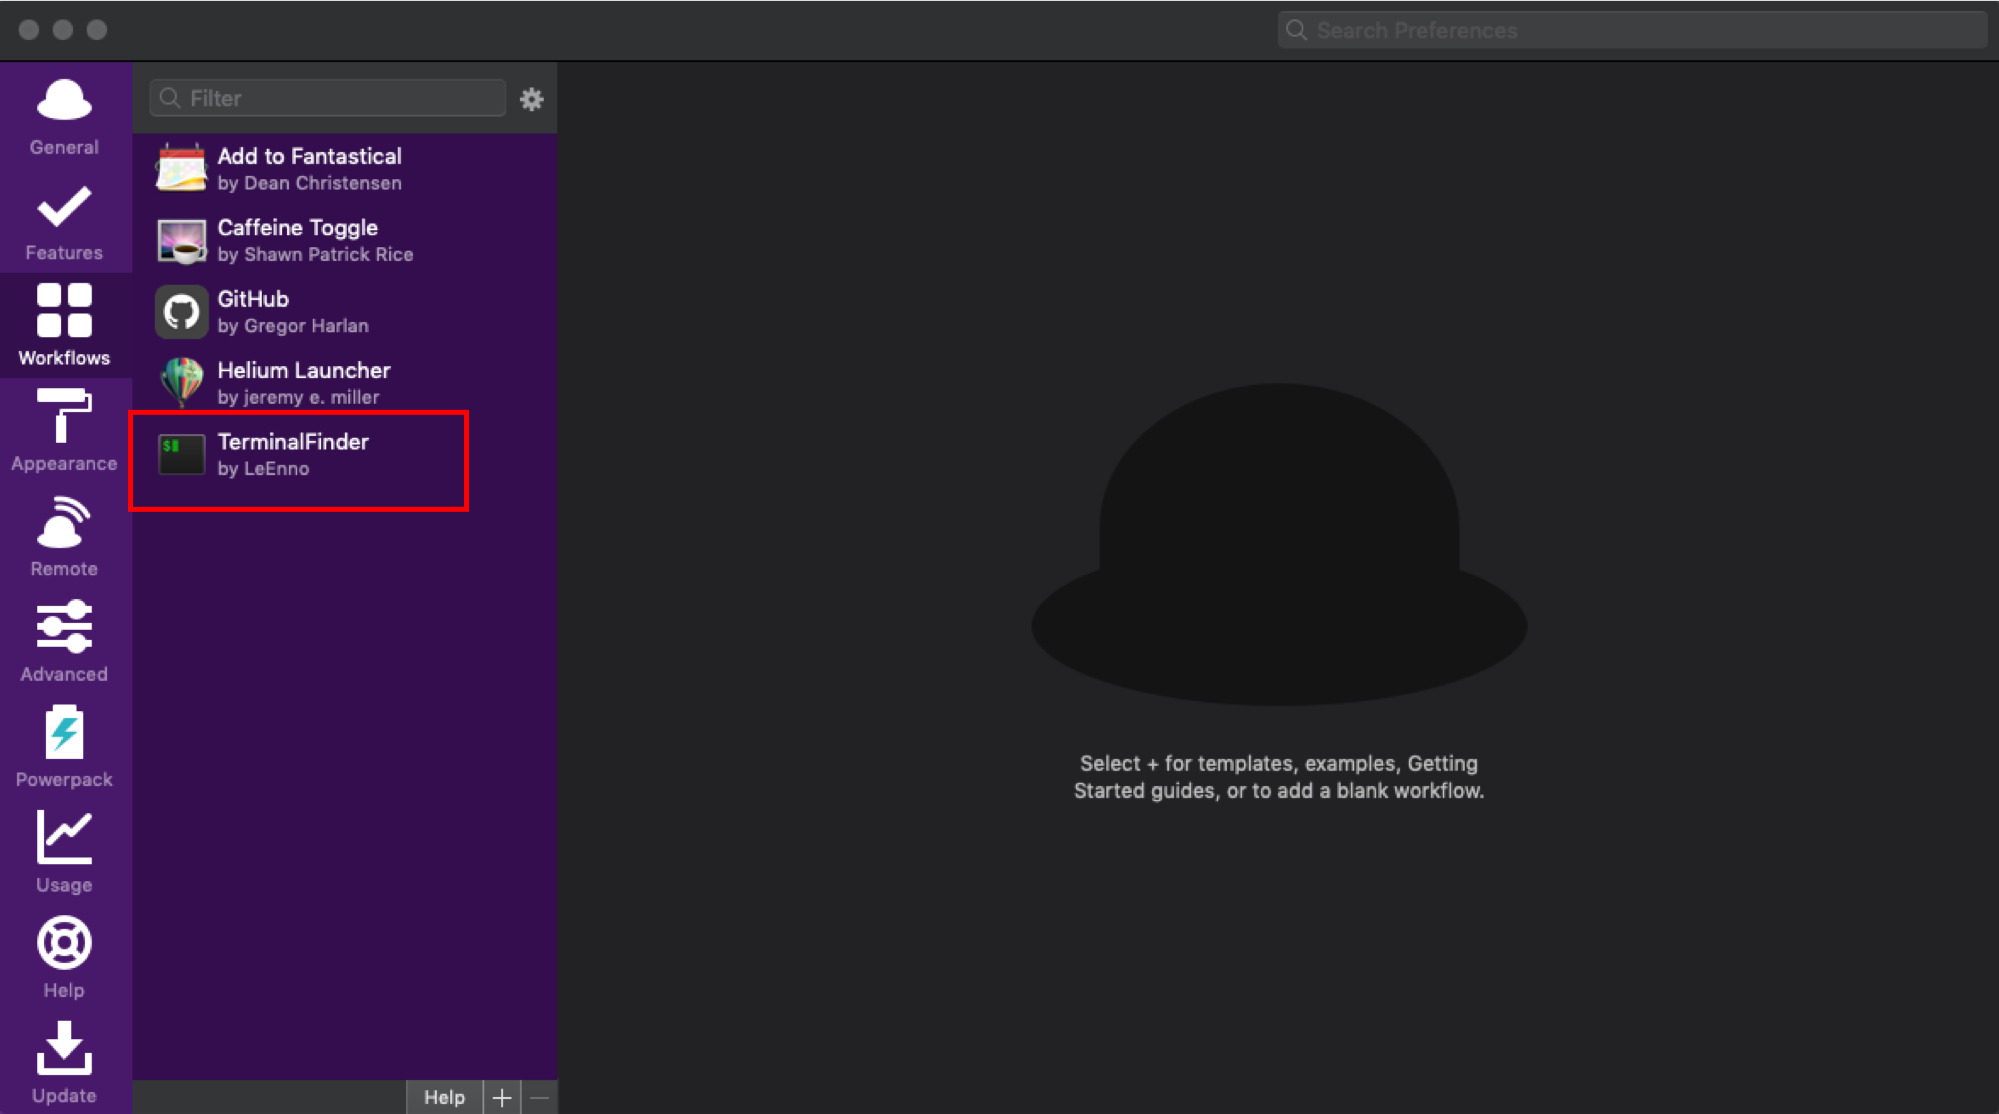 Search Preferences
General
Features
Workflows
Appearance
Remote
Advanced
Powerpack
Usage
Help
Update
Filter
Add to Fantastical
by Dean Christensen
Caffeine Toggle
by Shawn Patrick Rice
GitHub
by Gregor Harlan
Helium Launcher
by jeremy e. miller
$
TerminalFinder
by LeEnno
Help + –
Select + for templates, examples, Getting
Started guides, or to add a blank workflow.